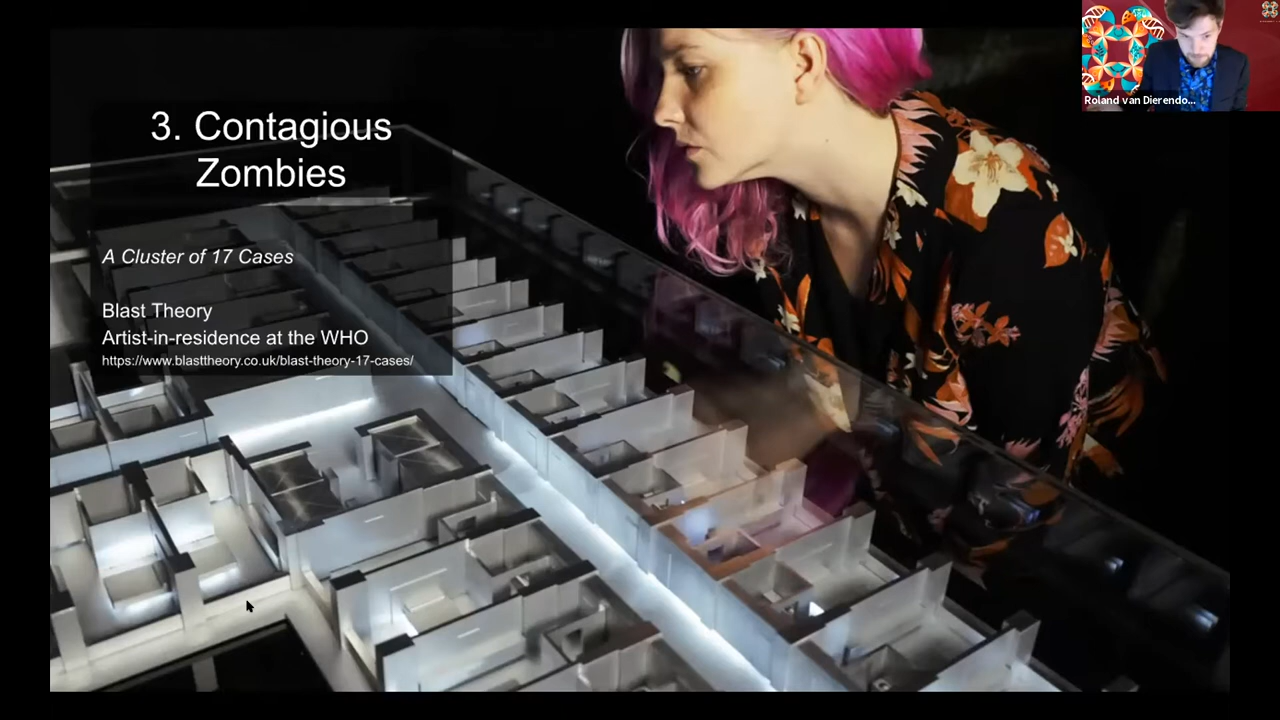 3. Contagious
Zombies
A Cluster of 17 Cases
Blast Theory
Artist-in-residence at the WHO
https://www.blasttheory.co.uk/blast-theory-17-cases/
Roland van Dierendo...